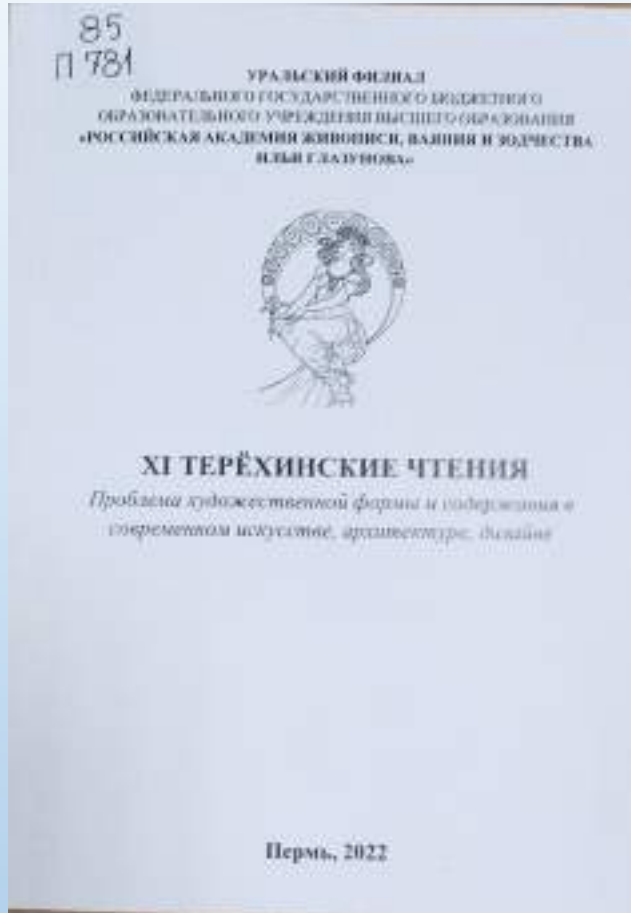 85
П 781
УРАЛЬСКИЙ ФИЛИАЛ
ФЕДЕРАЛЬНОГО ГОСУДАРСТВЕННОГО БЮДЖЕТНОГО
ОБРАЗОВАТЕЛЬНОГО УЧРЕЖДЕНИЯ ВЫСШЕГО ОБРАЗОВАНИЯ
«РОССИЙСКАЯ АКАДЕМИЯ ЖИВОПИСИ, ВАЯНИЯ И ЗОДЧЕСТВА
ИЛЬИ ГЛАЗУНОВА»
XI ТЕРЁХИНСКИЕ ЧТЕНИЯ
Проблема художественной формы и содержания в
современном искусстве, архитектуре, дизайне
Пермь, 2022